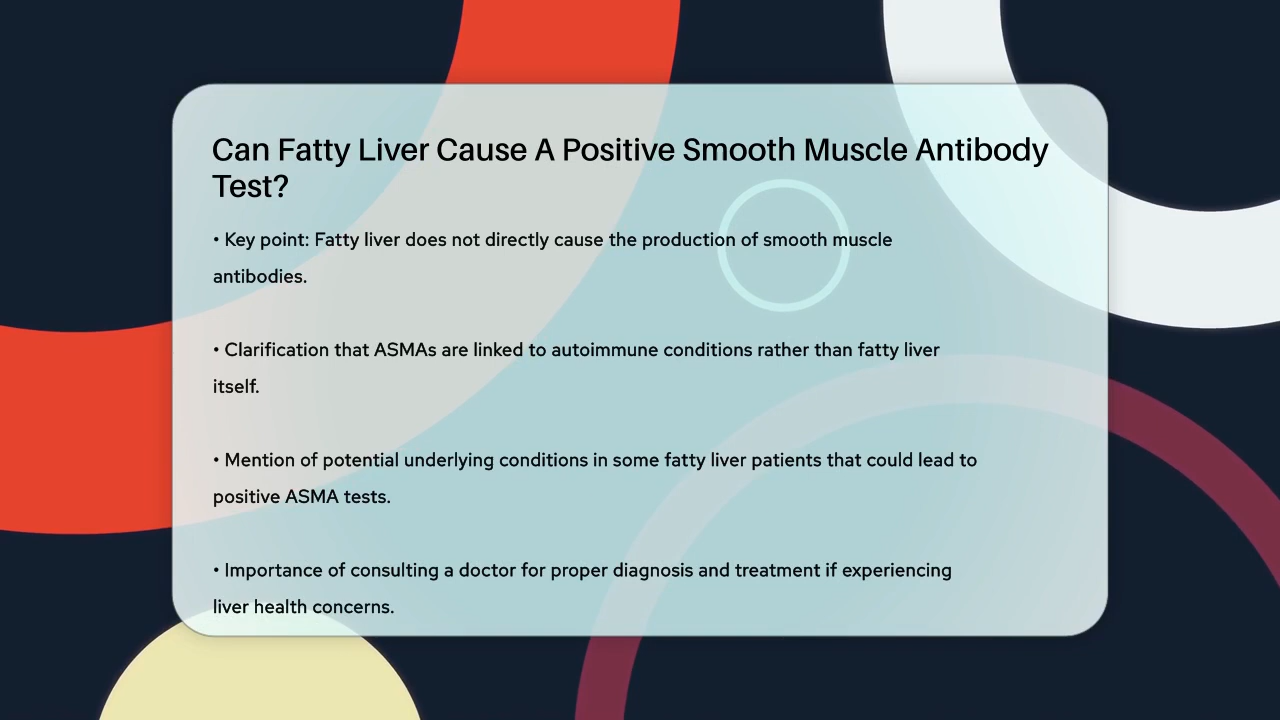 Can Fatty Liver Cause A Positive Smooth Muscle Antibody
Test?
• Key point: Fatty liver does not directly cause the production of smooth muscle
antibodies.
• Clarification that ASMAs are linked to autoimmune conditions rather than fatty liver
itself.
• Mention of potential underlying conditions in some fatty liver patients that could lead to
positive ASMA tests.
• Importance of consulting a doctor for proper diagnosis and treatment if experiencing
liver health concerns.